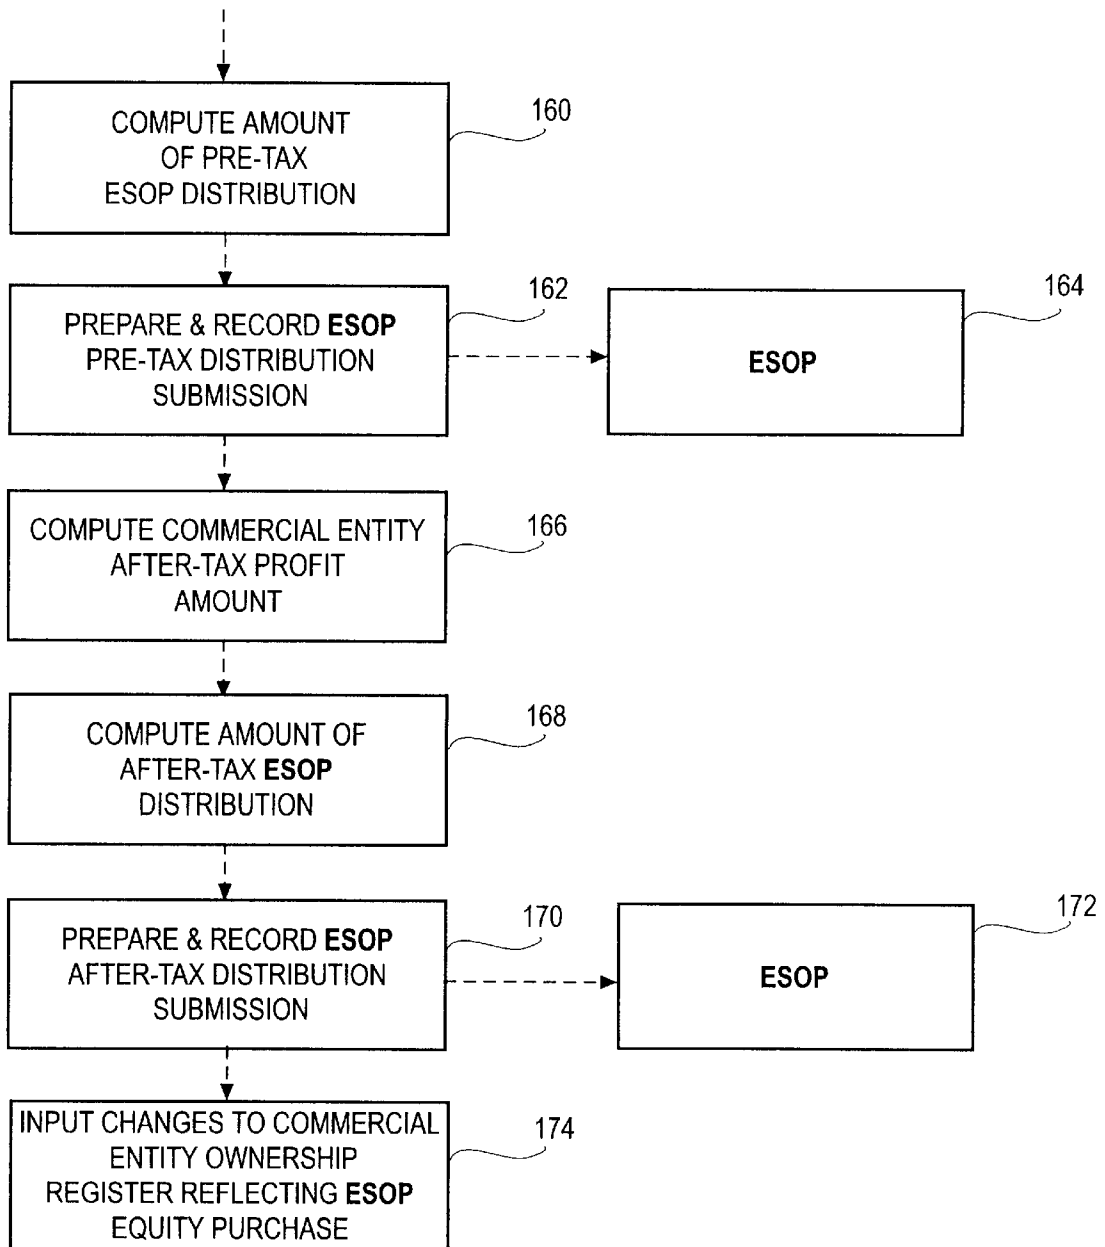 COMPUTE AMOUNT
OF PRE-TAX
ESOP DISTRIBUTION
160
PREPARE & RECORD ESOP
PRE-TAX DISTRIBUTION
SUBMISSION
162
ESOP
164
COMPUTE COMMERCIAL ENTITY
AFTER-TAX PROFIT
AMOUNT
166
COMPUTE AMOUNT OF
AFTER-TAX ESOP
DISTRIBUTION
168
PREPARE & RECORD ESOP
AFTER-TAX DISTRIBUTION
SUBMISSION
170
ESOP
172
INPUT CHANGES TO COMMERCIAL
ENTITY OWNERSHIP
REGISTER REFLECTING ESOP
EQUITY PURCHASE
174